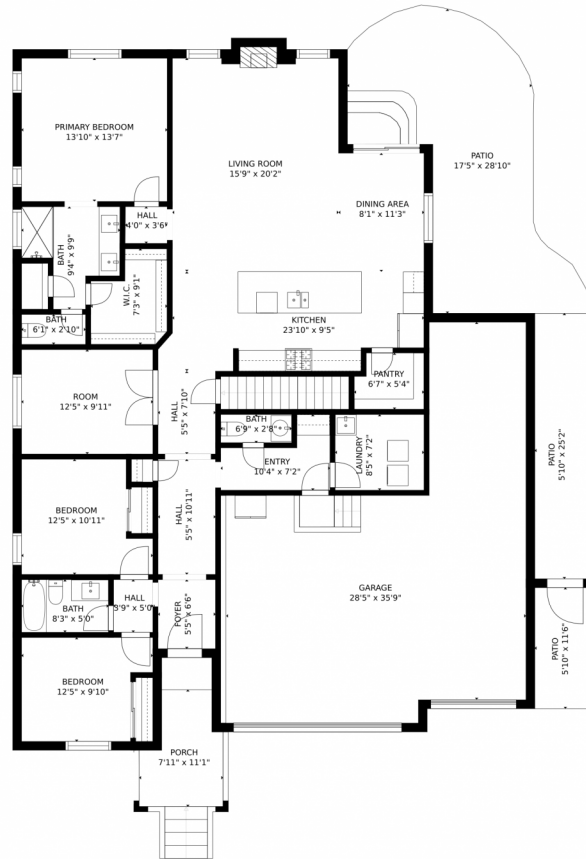 PRIMARY BEDROOM
13'10" x 13'7"
LIVING ROOM
15'9" x 20'2"
PATIO
17'5" x 28'10"
DINING AREA
8'1" x 11'3"
HALL
4'0" x 3'6"
BATH
9'4" x 9'9"
W.I.C.
7'3" x 9'1"
BATH
6'1" x 2'10"
KITCHEN
23'10" x 9'5"
PANTRY
6'7" x 5'4"
ROOM
12'5" x 9'11"
HALL
5'5" x 7'10"
BATH
6'9" x 2'8"
ENTRY
10'4" x 7'2"
LAUNDRY
8'5" x 7'2"
PATIO
5'10" x 25'2"
BEDROOM
12'5" x 10'11"
HALL
5'5" x 10'11"
GARAGE
28'5" x 35'9"
BATH
8'3" x 5'0"
HALL
3'9" x 5'0"
FOYER
5'5" x 6'6"
PATIO
5'10" x 11'6"
BEDROOM
12'5" x 9'10"
PORCH
7'11" x 11'1"